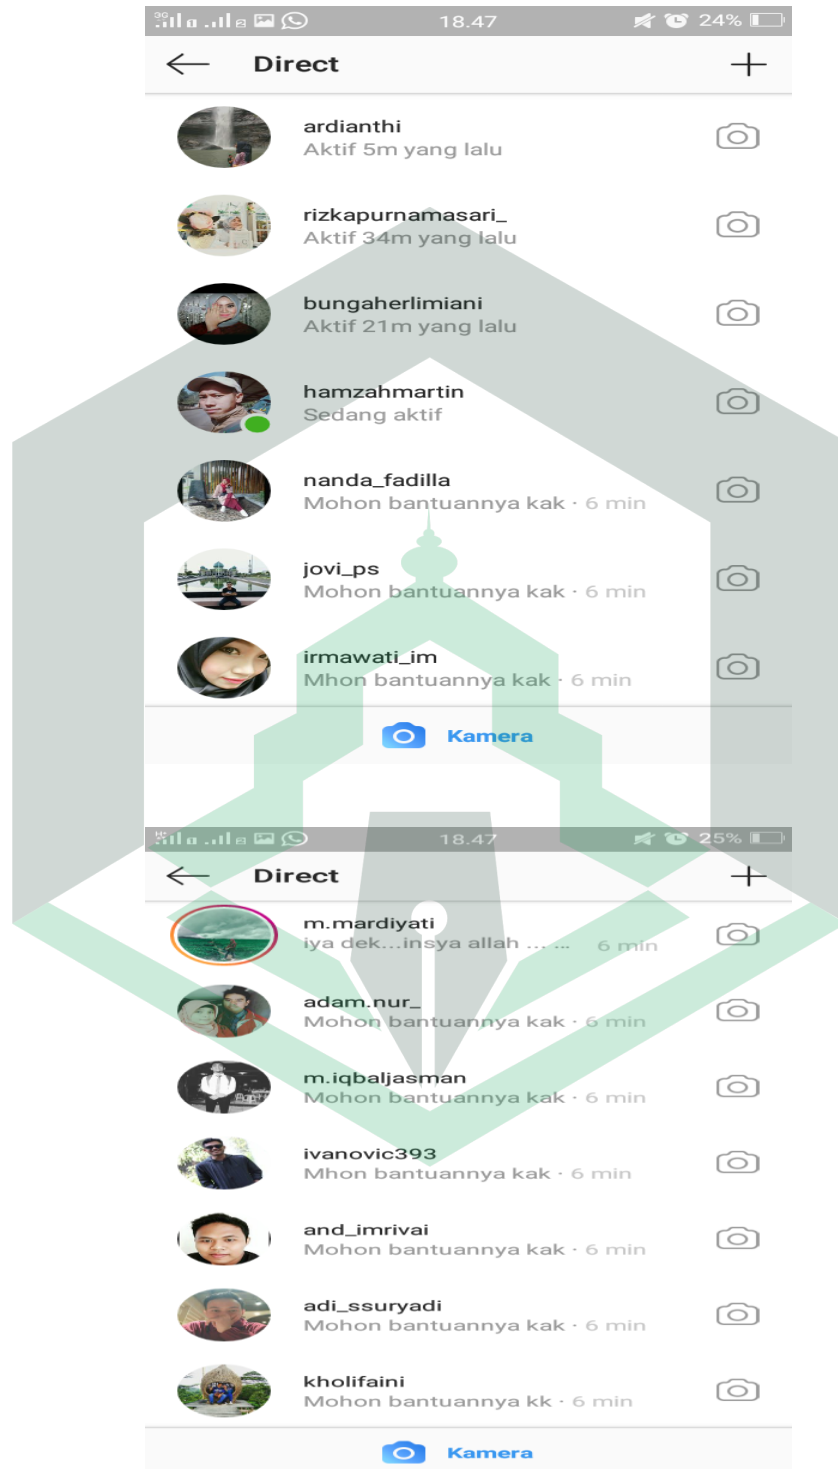 18.47 24%
Direct
ardianthi
Aktif 5m yang lalu
rizkapurnamasari_
Aktif 34m yang lalu
bungaherlimiani
Aktif 21m yang lalu
hamzahmartin
Sedang aktif
nanda_fadilla
Mohon bantuannya kak · 6 min
jovi_ps
Mohon bantuannya kak · 6 min
irmawati_im
Mhon bantuannya kak · 6 min
Kamera
18.47 25%
Direct
m.mardiyati
iya dek...insya allah ... ... 6 min
adam.nur_
Mohon bantuannya kak · 6 min
m.iqbaljasman
Mohon bantuannya kak · 6 min
ivanovic393
Mhon bantuannya kak · 6 min
and_imrivai
Mohon bantuannya kak · 6 min
adi_ssuryadi
Mohon bantuannya kak · 6 min
kholifaini
Mohon bantuannya kk · 6 min
Kamera